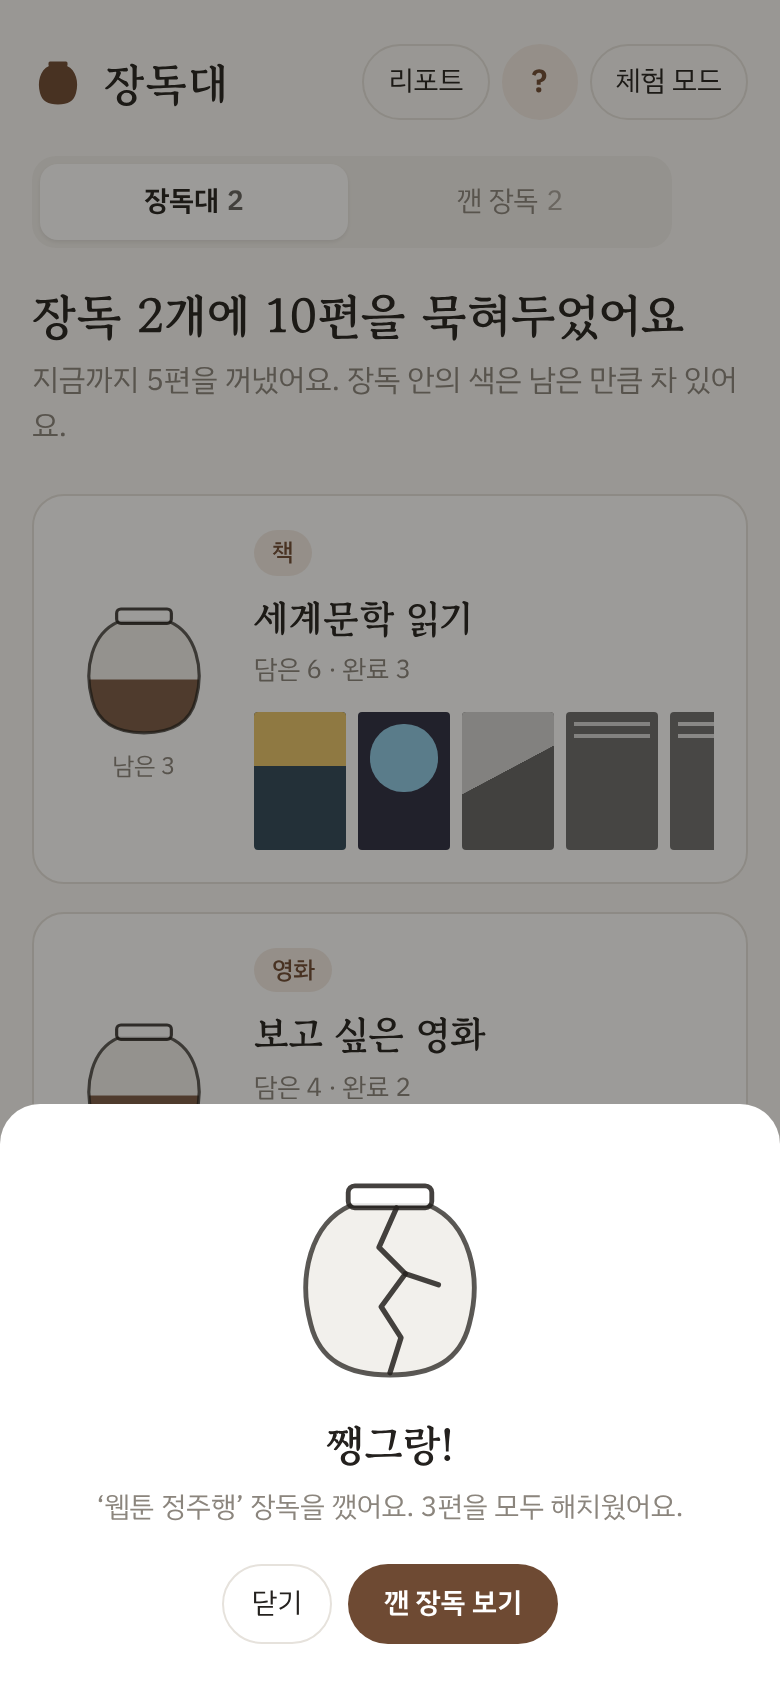 장독대
리포트
?
체험 모드
장독대 2
깬 장독 2
장독 2개에 10편을 묵혀두었어요
지금까지 5편을 꺼냈어요. 장독 안의 색은 남은 만큼 차 있어
요.
책
세계문학 읽기
담은 6 · 완료 3
남은 3
영화
보고 싶은 영화
담은 4 · 완료 2
쨍그랑!
‘웹툰 정주행’ 장독을 깼어요. 3편을 모두 해치웠어요.
닫기
깬 장독 보기